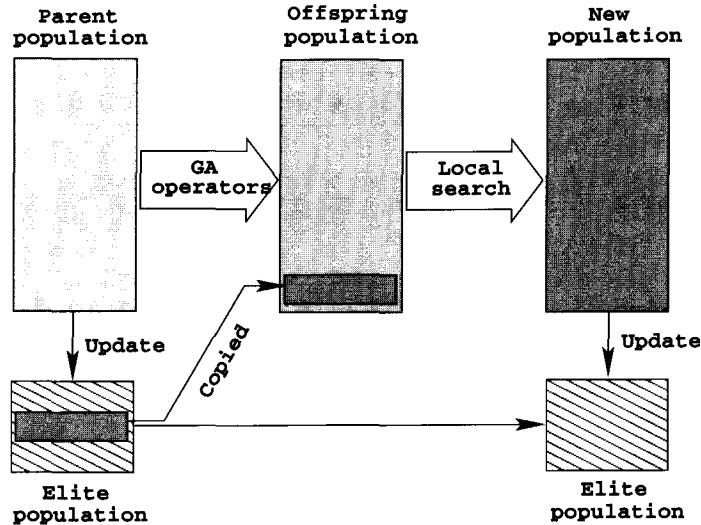 Parent
population
Offspring
population
New
population
GA
operators
Local
search
Update
Copied
Update
Elite
population
Elite
population